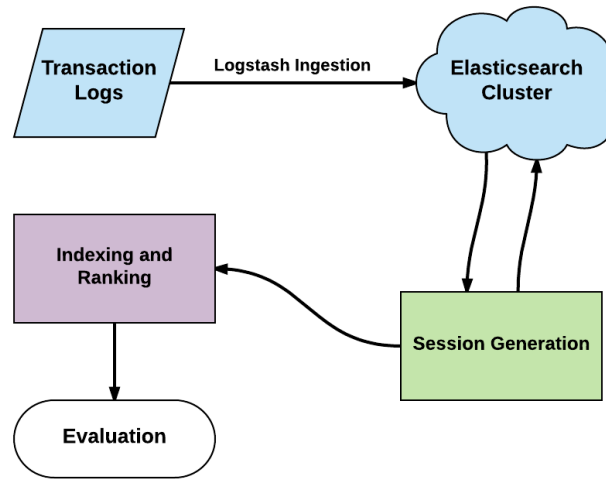 Transaction
Logs
Logstash Ingestion
Elasticsearch
Cluster
Indexing and
Ranking
Session Generation
Evaluation